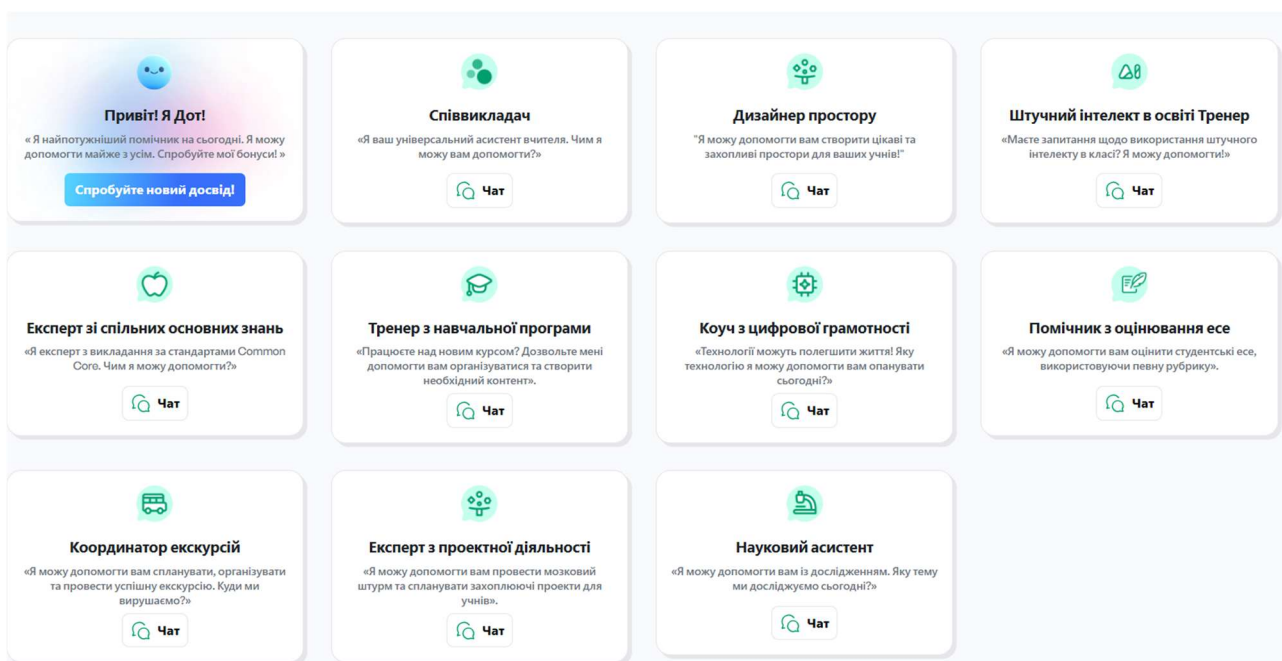 Привіт! Я Дот!
« Я найпотужніший помічник на сьогодні. Я можу
допомогти майже з усім. Спробуйте мої бонуси! »
Спробуйте новий досвід!
Співвикладач
«Я ваш універсальний асистент вчителя. Чим я
можу вам допомогти?»
Чат
Дизайнер простору
"Я можу допомогти вам створити цікаві та
захопливі простори для ваших учнів!"
Чат
Штучний інтелект в освіті Тренер
«Маєте запитання щодо використання штучного
інтелекту в класі? Я можу допомогти!»
Чат
Експерт зі спільних основних знань
«Я експерт з викладання за стандартами Common
Core. Чим я можу допомогти?»
Чат
Тренер з навчальної програми
«Працюєте над новим курсом? Дозвольте мені
допомогти вам організуватися та створити
необхідний контент».
Чат
Коуч з цифрової грамотності
«Технології можуть полегшити життя! Яку
технологію я можу допомогти вам опанувати
сьогодні?»
Чат
Помічник з оцінювання есе
«Я можу допомогти вам оцінити студентські есе,
використовуючи певну рубрику».
Чат
Координатор екскурсій
«Я можу допомогти вам спланувати, організувати
та провести успішну екскурсію. Куди ми
вирушаємо?»
Чат
Експерт з проектної діяльності
«Я можу допомогти вам провести мозковий
штурм та спланувати захоплюючі проекти для
учнів».
Чат
Науковий асистент
«Я можу допомогти вам із дослідженням. Яку тему
ми досліджуємо сьогодні?»
Чат